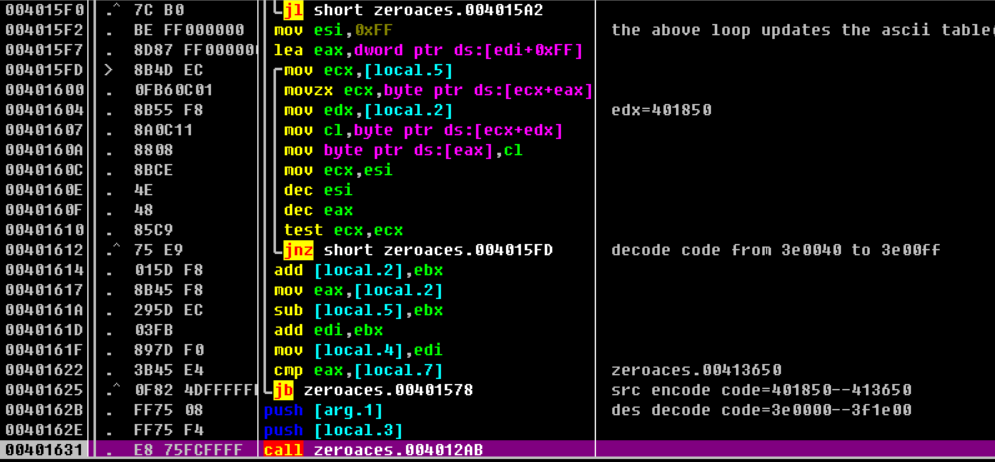 004015F0 .^ 7C B0 jl short zeroaces.004015A2
004015F2 . BE FF000000 mov esi,0xFF the above loop updates the ascii table
004015F7 . 8D87 FF00000 lea eax,dword ptr ds:[edi+0xFF]
004015FD > 8B4D EC mov ecx,[local.5]
00401600 . 0FB60C01 movzx ecx,byte ptr ds:[ecx+eax]
00401604 . 8B55 F8 mov edx,[local.2] edx=401850
00401607 . 8A0C11 mov cl,byte ptr ds:[ecx+edx]
0040160A . 8808 mov byte ptr ds:[eax],cl
0040160C . 8BCE mov ecx,esi
0040160E . 4E dec esi
0040160F . 48 dec eax
00401610 . 85C9 test ecx,ecx
00401612 .^ 75 E9 jnz short zeroaces.004015FD decode code from 3e0040 to 3e00ff
00401614 . 015D F8 add [local.2],ebx
00401617 . 8B45 F8 mov eax,[local.2]
0040161A . 295D EC sub [local.5],ebx
0040161D . 03FB add edi,ebx
0040161F . 897D F0 mov [local.4],edi
00401622 . 3B45 E4 cmp eax,[local.7] zeroaces.00413650
00401625 .^ 0F82 4DFFFFF jb zeroaces.00401578 src encode code=401850--413650
0040162B . FF75 08 push [arg.1] des decode code=3e0000--3f1e00
0040162E . FF75 F4 push [local.3]
00401631 . E8 75FCFFFF call zeroaces.004012AB